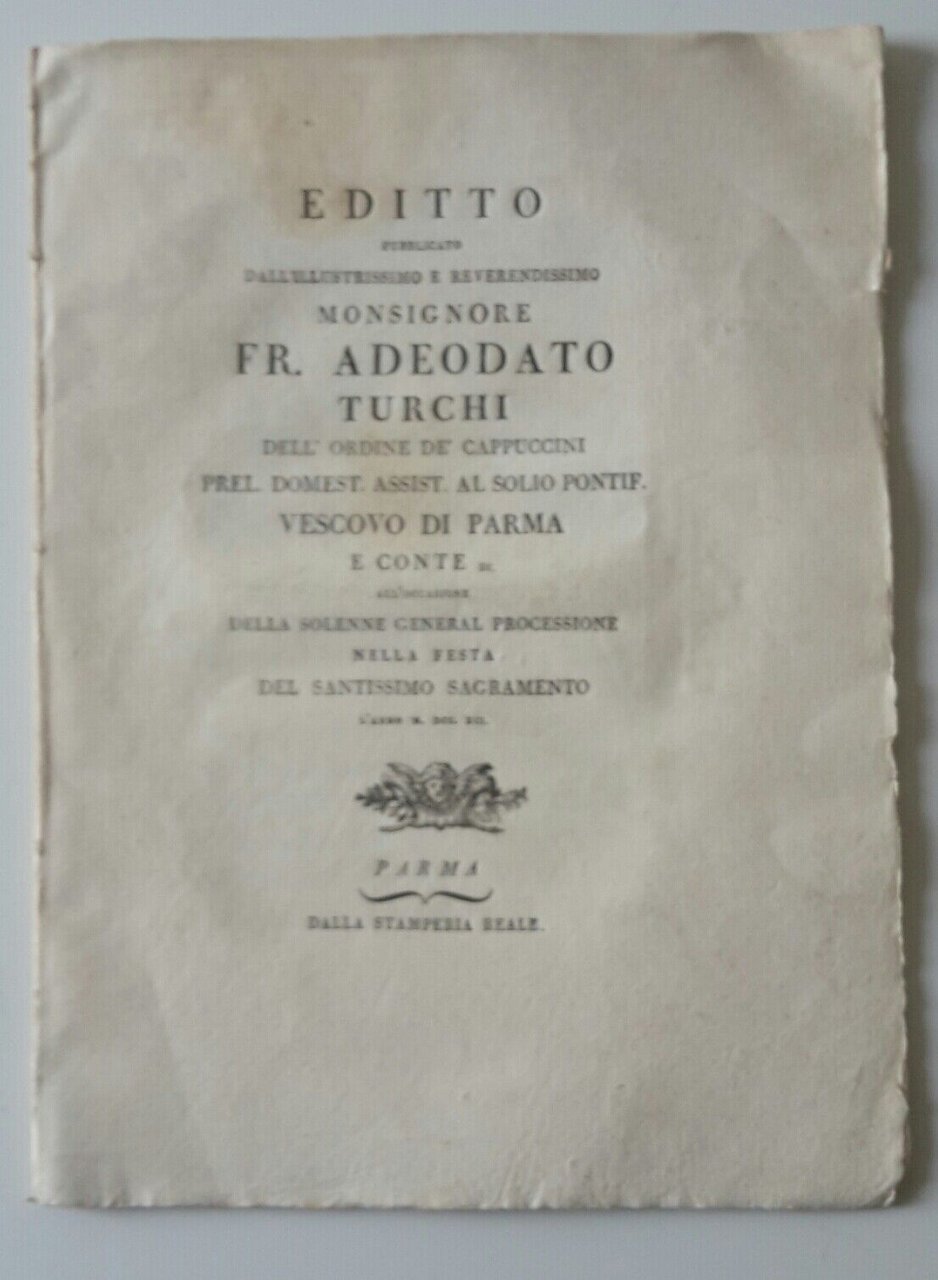 EDITTO
PUBBLICATO
DALL'ILLUSTRISSIMO E REVERENDISSIMO
MONSIGNORE
FR. ADEODATO
TURCHI
DELL' ORDINE DE' CAPPUCCINI
PREL. DOMEST. ASSIST. AL SOLIO PONTIF.
VESCOVO DI PARMA
E CONTE
ALL'OCCASIONE
DELLA SOLENNE GENERAL PROCESSIONE
NELLA FESTA
DEL SANTISSIMO SAGRAMENTO
L'ANNO M.
PARMA
DALLA STAMPERIA REALE.